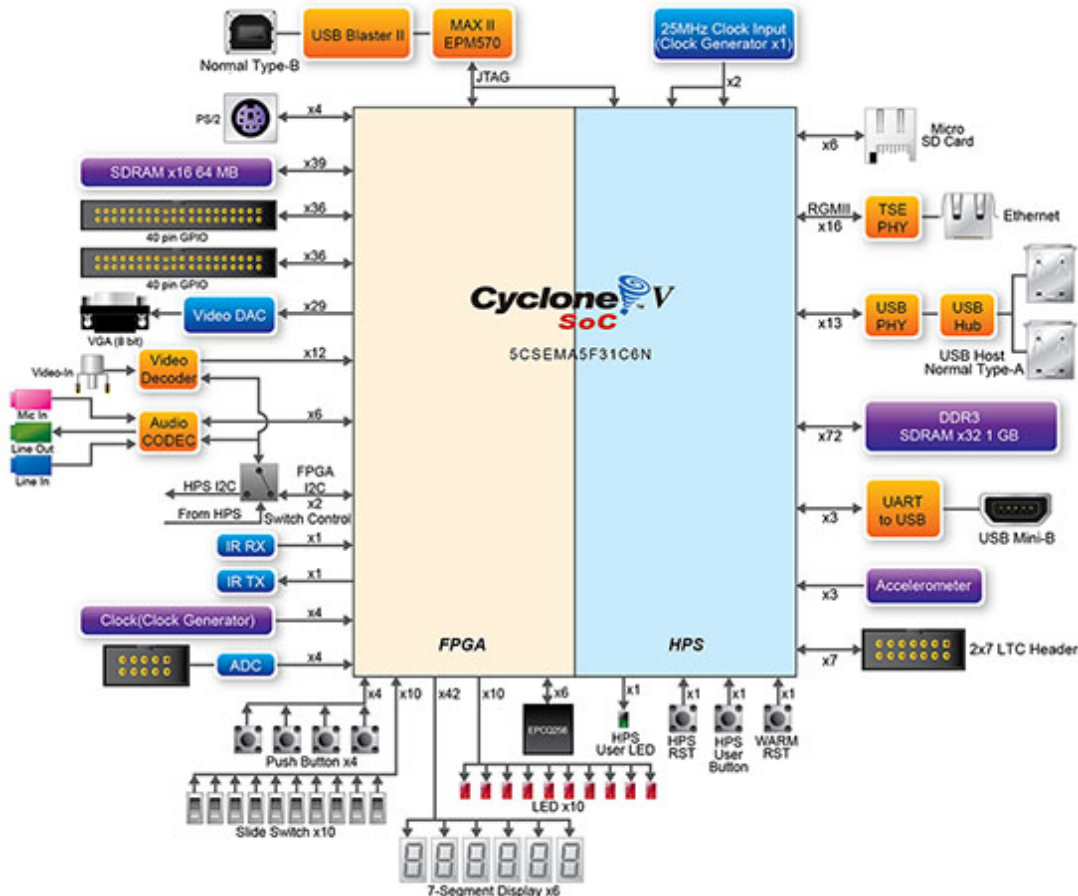 Normal Type-B
USB Blaster II
MAX II
EPM570
25MHz Clock Input
(Clock Generator x1)
JTAG
x2
PS/2
x4
SDRAM x16 64 MB
x39
x36
40 pin GPIO
x36
40 pin GPIO
VGA (8 bit)
Video DAC
x29
Video-In
Video
Decoder
x12
Mic In
Line Out
Line In
Audio
CODEC
x6
HPS I2C
From HPS
FPGA
I2C
x2
Switch Control
IR RX
x1
IR TX
x1
Clock(Clock Generator)
x4
ADC
x4
Cyclone V
SoC
5CSEMA5F31C6N
FPGA
HPS
x6
Micro
SD Card
RGMII
x16
TSE
PHY
Ethernet
x13
USB
PHY
USB
Hub
USB Host
Normal Type-A
x72
DDR3
SDRAM x32 1 GB
x3
UART
to USB
USB Mini-B
x3
Accelerometer
x7
2x7 LTC Header
x4
x10
x42
x10
x6
x1
x1
x1
x1
Push Button x4
Slide Switch x10
7-Segment Display x6
LED x10
EPCQ256
HPS
User LED
HPS
RST
HPS
User
Button
WARM
RST